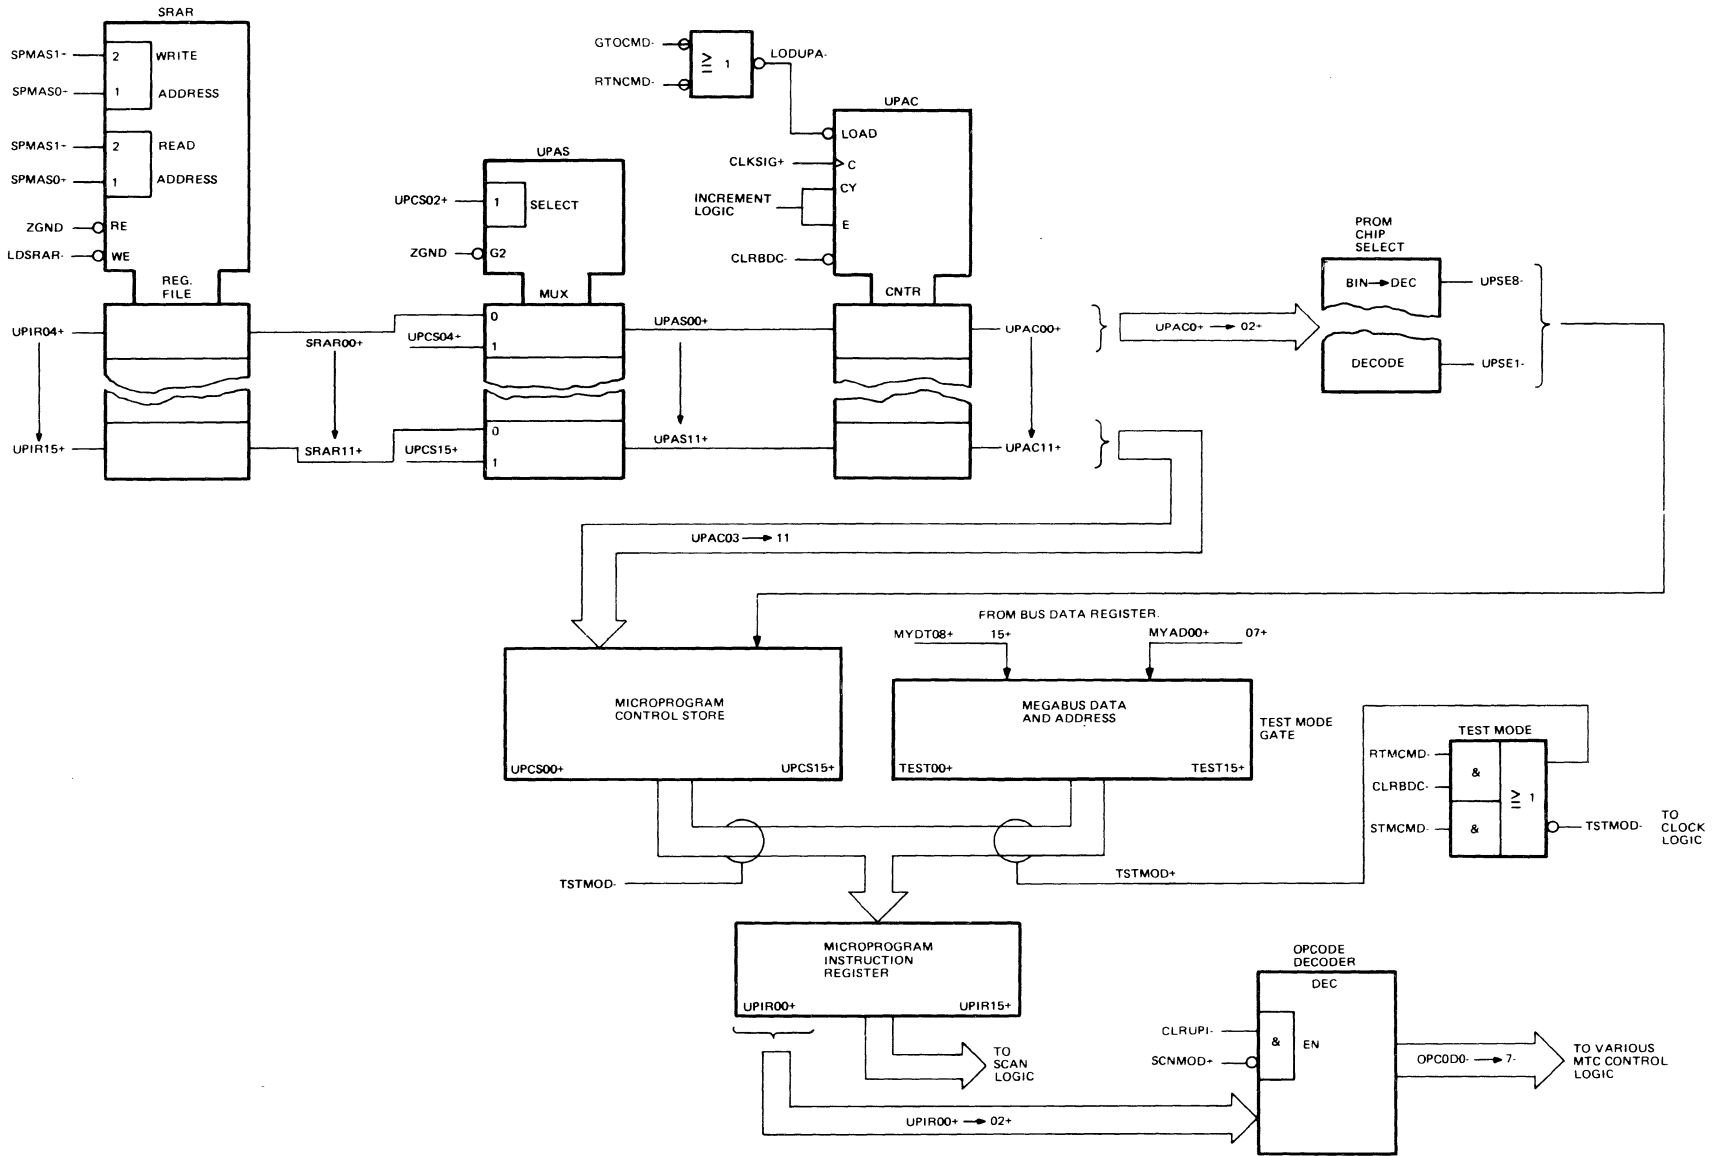 SRAR
SPMAS1-
2
WRITE
SPMAS0-
1
ADDRESS
SPMAS1-
2
READ
SPMAS0+
1
ADDRESS
ZGND
RE
LDSRAR-
WE
REG.
FILE
UPIR04+
UPIR15+
SRAR00+
SRAR11+
UPAS
UPCS02+
1
SELECT
ZGND
G2
MUX
0
UPCS04+
1
0
UPCS15+
1
UPAS00+
UPAS11+
GTOCMD-
RTNCMD-
≥ 1
LODUPA-
UPAC
LOAD
CLKSIG+
C
INCREMENT
LOGIC
CY
E
CLRBDC-
CNTR
UPAC00+
UPAC11+
UPAC0+ → 02+
PROM
CHIP
SELECT
BIN→DEC
UPSE8-
DECODE
UPSE1-
UPAC03 → 11
FROM BUS DATA REGISTER.
MYDT08+ 15+
MYAD00+ 07+
MICROPROGRAM
CONTROL STORE
UPCS00+
UPCS15+
MEGABUS DATA
AND ADDRESS
TEST00+
TEST15+
TEST MODE
GATE
TEST MODE
RTMCMD-
&
CLRBDC-
≥ 1
STMCMD-
&
TSTMOD-
TO
CLOCK
LOGIC
TSTMOD-
TSTMOD+
MICROPROGRAM
INSTRUCTION
REGISTER
UPIR00+
UPIR15+
TO
SCAN
LOGIC
UPIR00+ → 02+
OPCODE
DECODER
DEC
CLRUPI-
&
EN
SCNMOD+
OPC0D0- → 7-
TO VARIOUS
MTC CONTROL
LOGIC